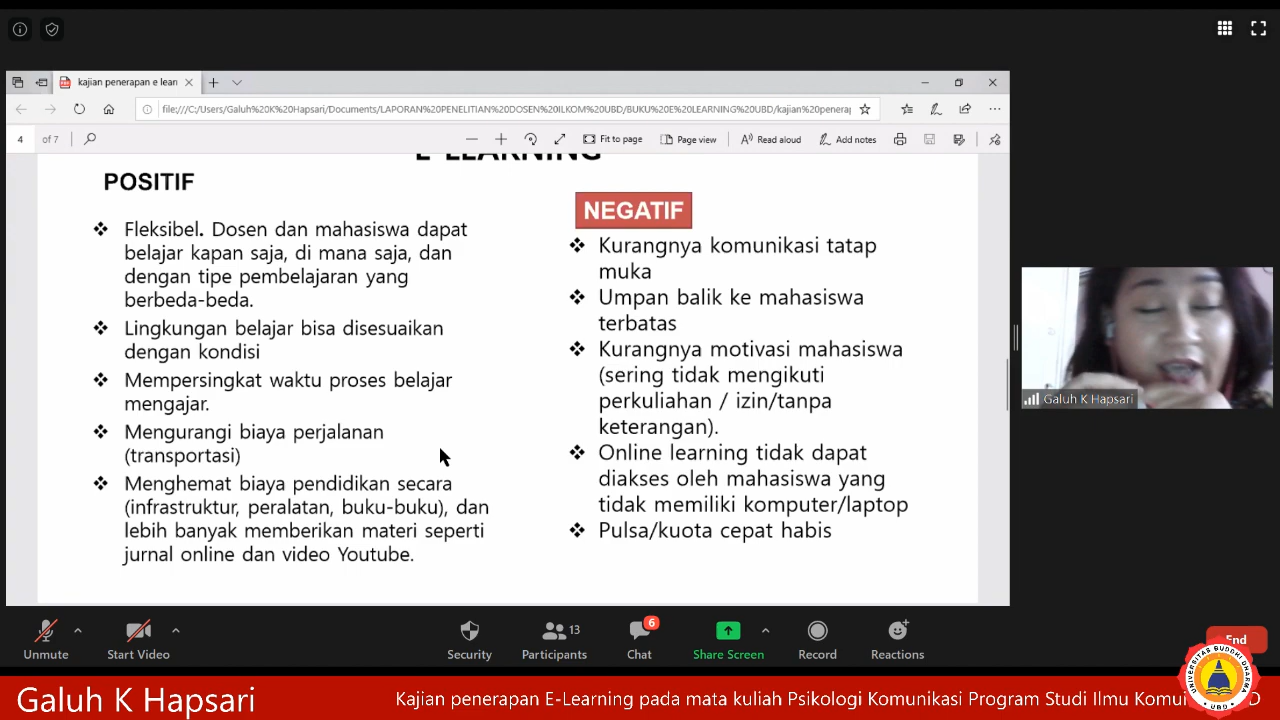 kajian penerapan e lean
file:///C:/Users/Galuh%20K%20Hapsari/Documents/LAPORAN%20PENELITIAN%20DOSEN%20ILKOM%20UBD/BUKU%20E%20LEARNING%20UBD/kajian%20penerap
4 of 7
Fit to page
Page view
Read aloud
Add notes
E-LEARNING
POSITIF
❖ Fleksibel. Dosen dan mahasiswa dapat
belajar kapan saja, di mana saja, dan
dengan tipe pembelajaran yang
berbeda-beda.
❖ Lingkungan belajar bisa disesuaikan
dengan kondisi
❖ Mempersingkat waktu proses belajar
mengajar.
❖ Mengurangi biaya perjalanan
(transportasi)
❖ Menghemat biaya pendidikan secara
(infrastruktur, peralatan, buku-buku), dan
lebih banyak memberikan materi seperti
jurnal online dan video Youtube.
NEGATIF
❖ Kurangnya komunikasi tatap
muka
❖ Umpan balik ke mahasiswa
terbatas
❖ Kurangnya motivasi mahasiswa
(sering tidak mengikuti
perkuliahan / izin/tanpa
keterangan).
❖ Online learning tidak dapat
diakses oleh mahasiswa yang
tidak memiliki komputer/laptop
❖ Pulsa/kuota cepat habis
Galuh K Hapsari
Unmute
Start Video
Security
13
Participants
6
Chat
Share Screen
Record
Reactions
End
UNIVERSITAS BUDDHI DHARMA
UBD
Galuh K Hapsari
Kajian penerapan E-Learning pada mata kuliah Psikologi Komunikasi Program Studi Ilmu Komui D